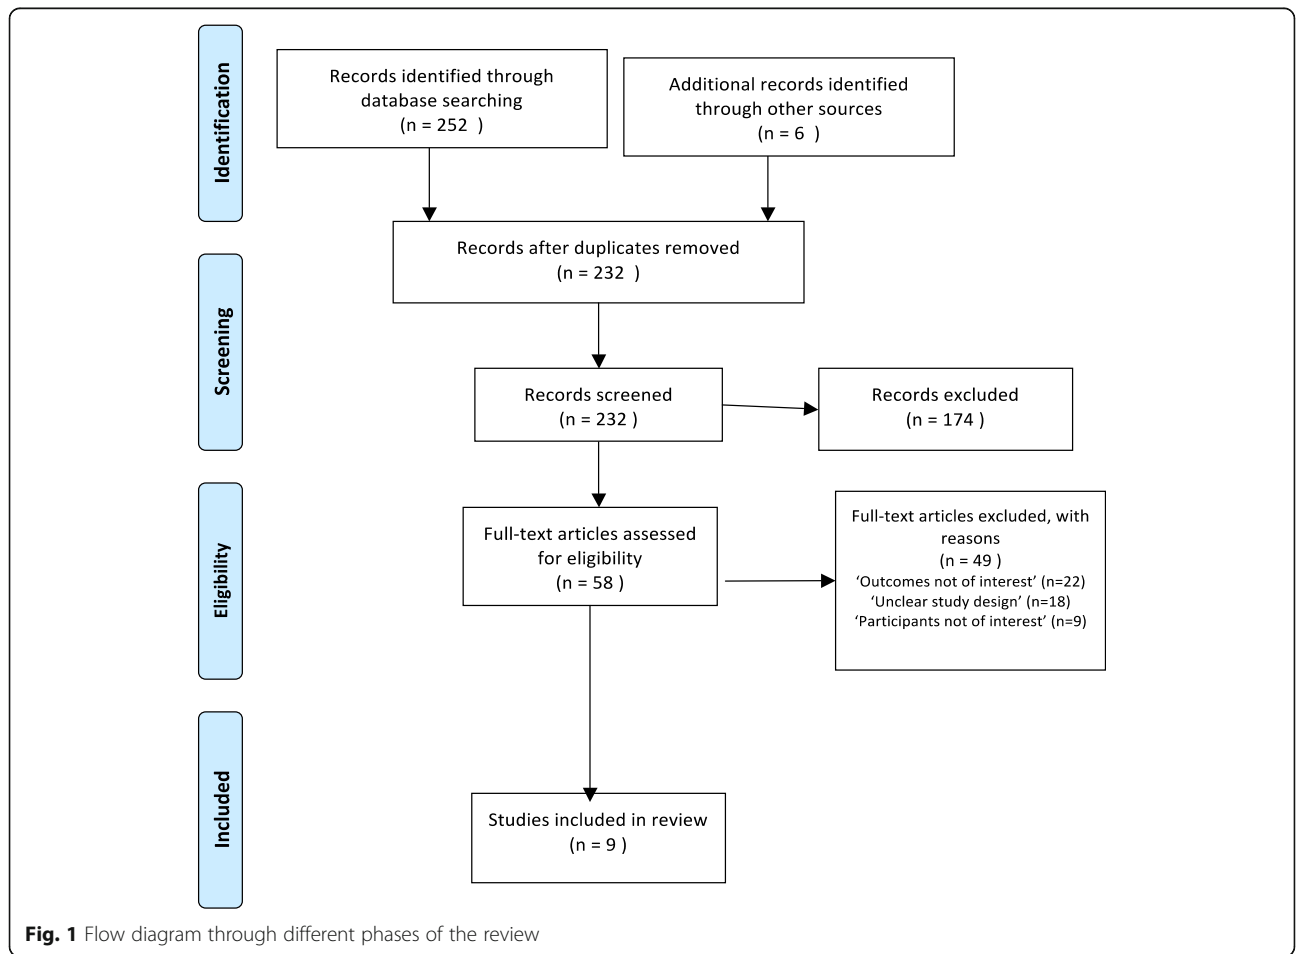 Identification
Records identified through
database searching
(n = 252  )
Additional records identified
through other sources
(n = 6  )
Records after duplicates removed
(n = 232  )
Screening
Records screened
(n = 232 )
Records excluded
(n = 174 )
Eligibility
Full-text articles assessed
for eligibility
(n = 58 )
Full-text articles excluded, with
reasons
(n = 49 )
‘Outcomes not of interest’ (n=22)
‘Unclear study design’ (n=18)
‘Participants not of interest’ (n=9)
Included
Studies included in review
(n = 9 )
Fig. 1 Flow diagram through different phases of the review